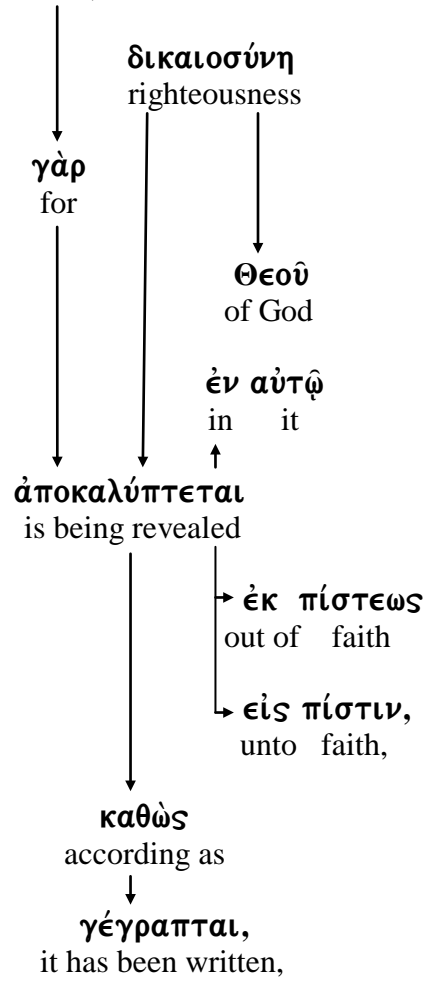 δικαιοσύνη
righteousness
γὰρ
for
Θεοῦ
of God
ἐν αὐτῷ
in it
ἀποκαλύπτεται
is being revealed
ἐκ πίστεως
out of faith
εἰς πίστιν,
unto faith,
καθὼς
according as
γέγραπται,
it has been written,